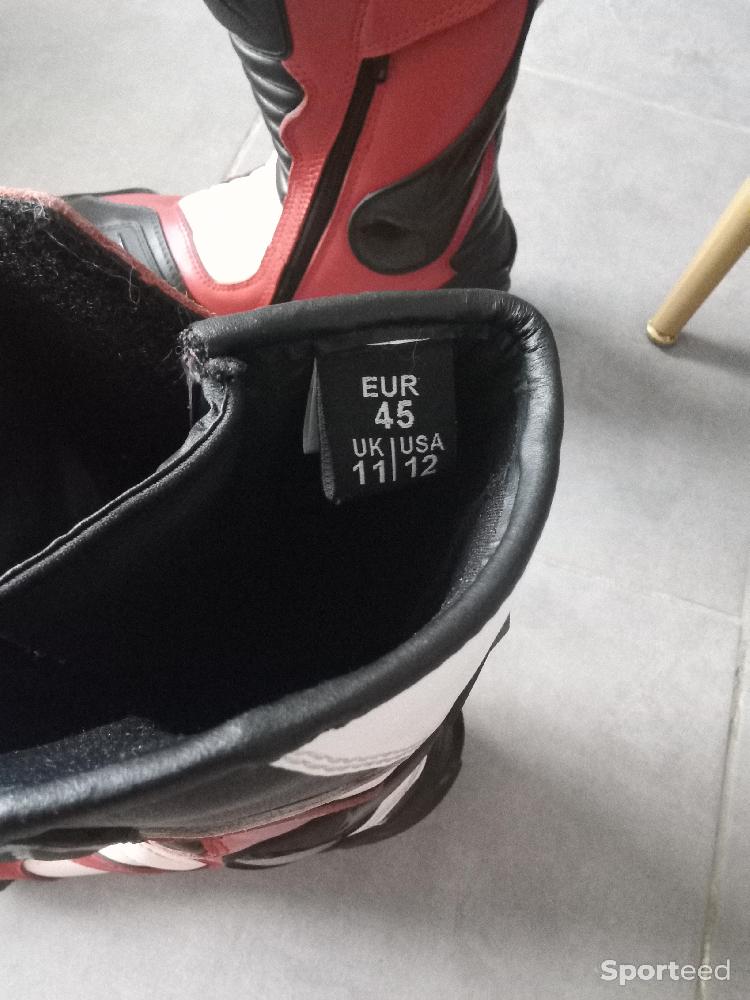 EUR
45
UK|USA
11|12
Sporteed